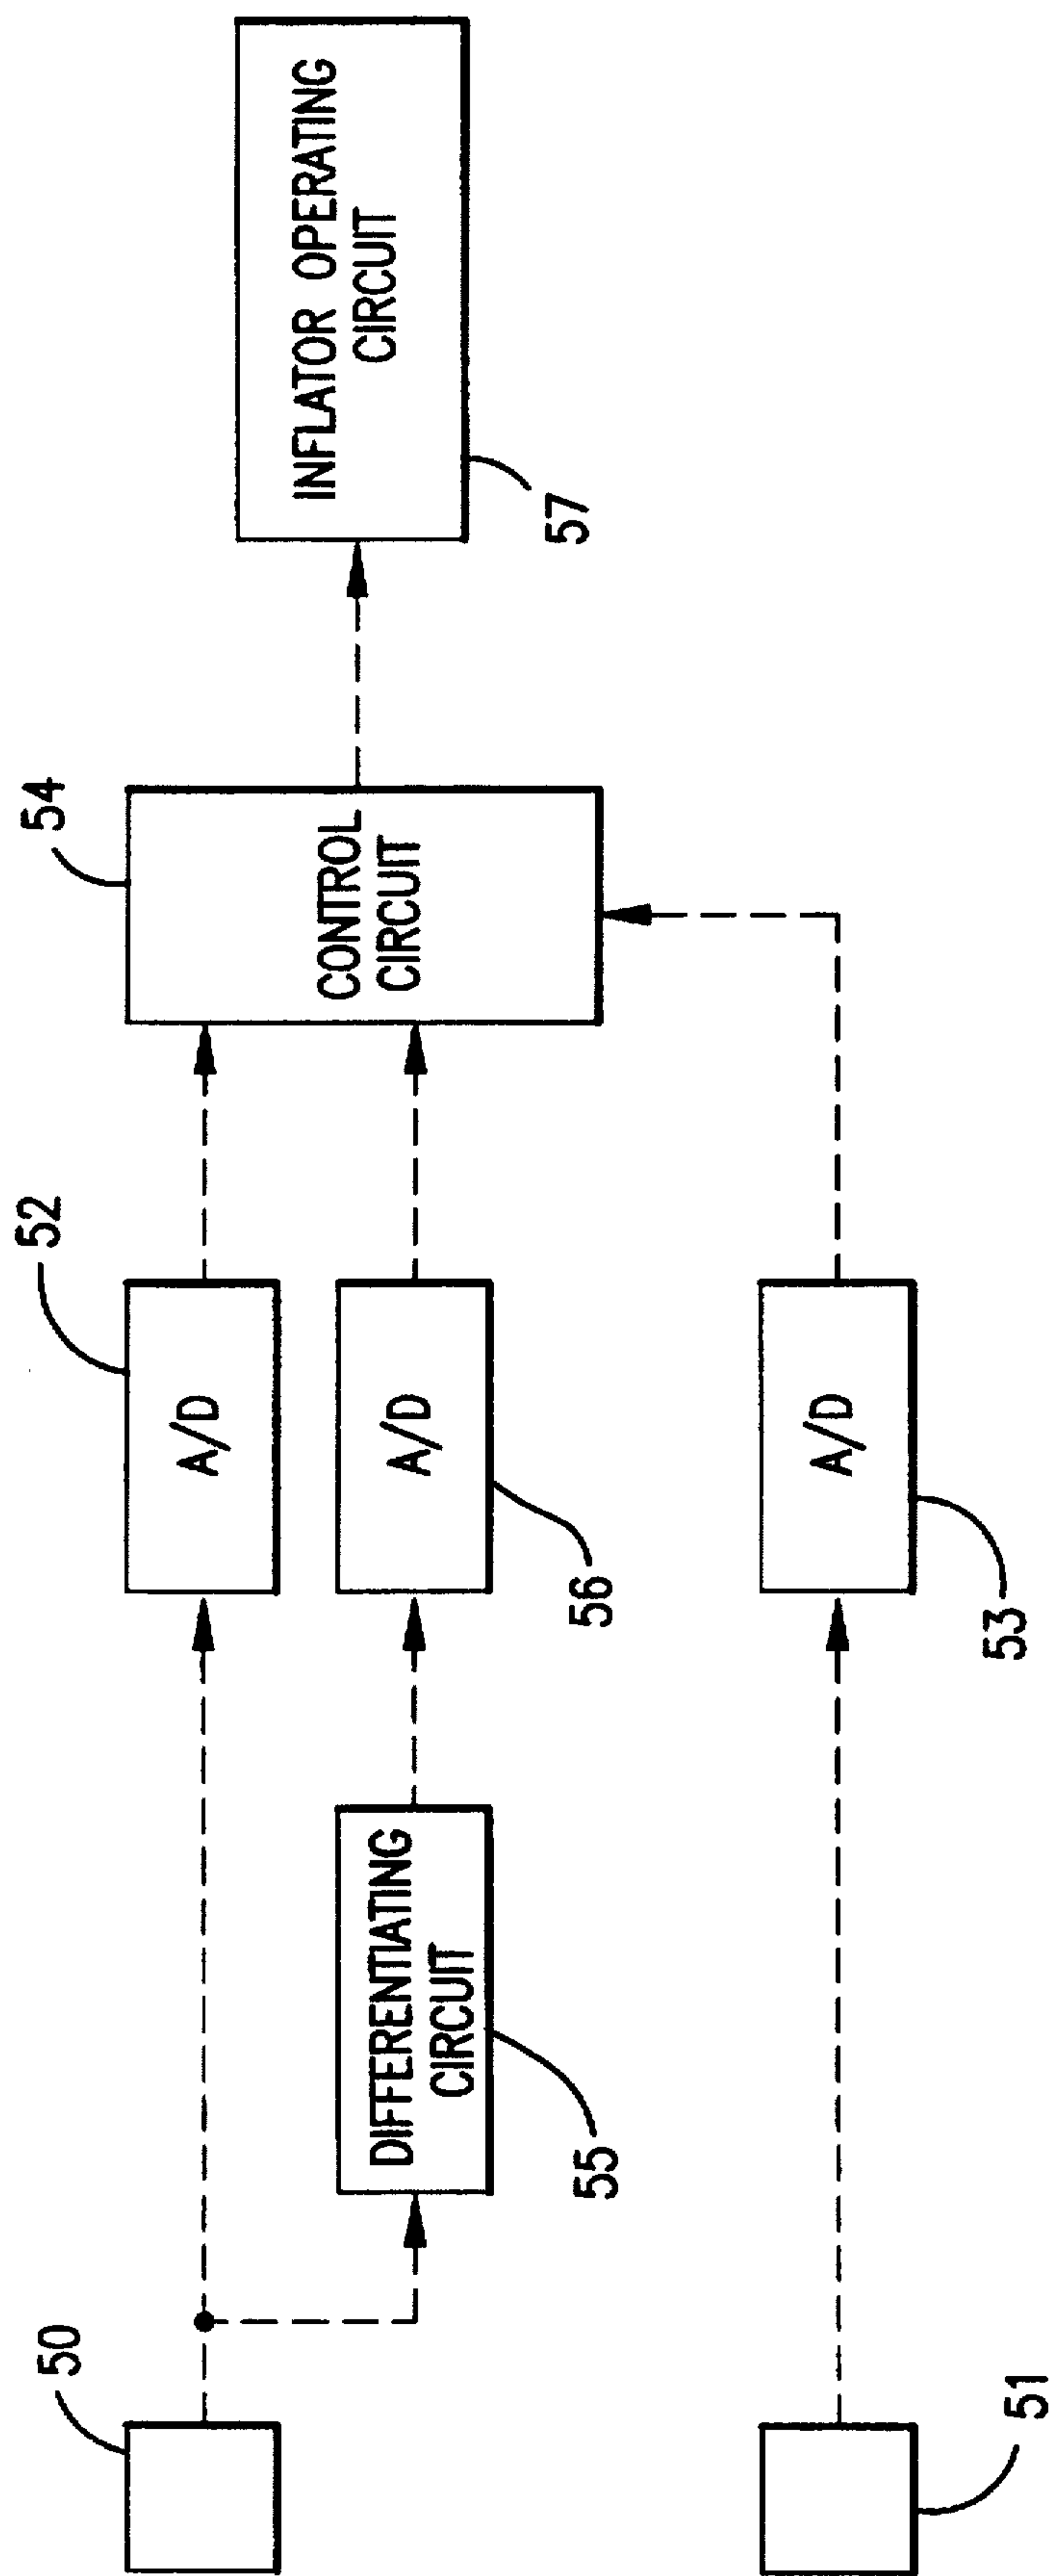 50
51
DIFFERENTIATING
CIRCUIT
55
52
A/D
A/D
56
A/D
53
54
CONTROL
CIRCUIT
INFLATOR OPERATING
CIRCUIT
57